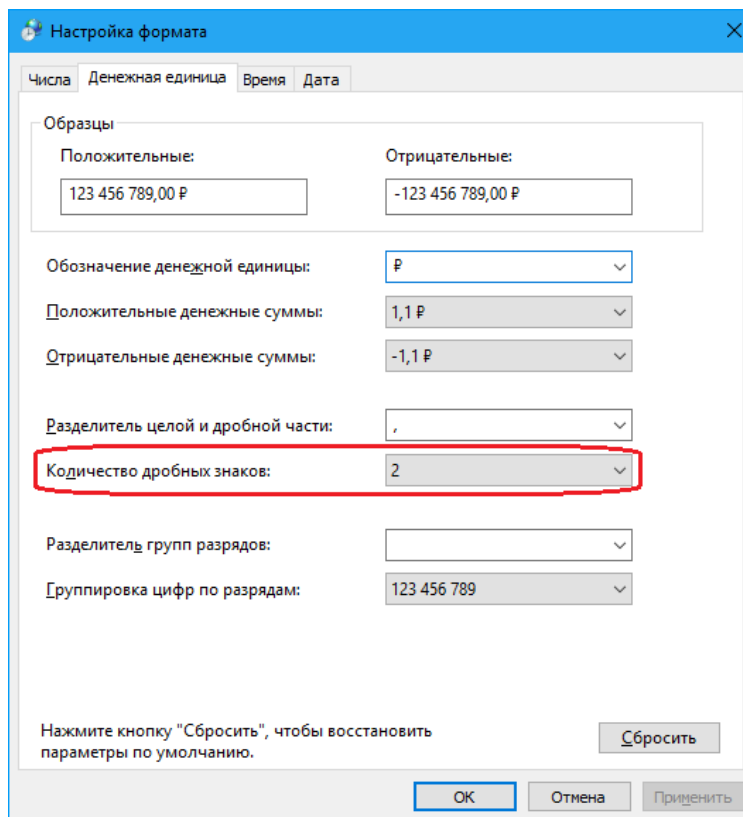 Настройка формата
Числа Денежная единица Время Дата
Образцы
Положительные: Отрицательные:
123 456 789,00 ₽ -123 456 789,00 ₽
Обозначение денежной единицы: ₽
Положительные денежные суммы: 1,1 ₽
Отрицательные денежные суммы: -1,1 ₽
Разделитель целой и дробной части: ,
Количество дробных знаков: 2
Разделитель групп разрядов:
Группировка цифр по разрядам: 123 456 789
Нажмите кнопку "Сбросить", чтобы восстановить
параметры по умолчанию.
Сбросить
ОК Отмена Применить